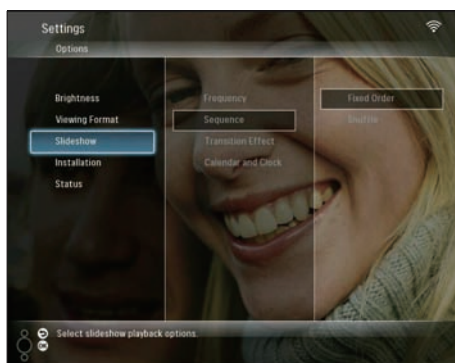 Settings
Options
Brightness
Viewing Format
Slideshow
Installation
Status
Frequency
Sequence
Transition Effect
Calendar and Clock
Fixed Order
Shuffle
Select slideshow playback options.
OK